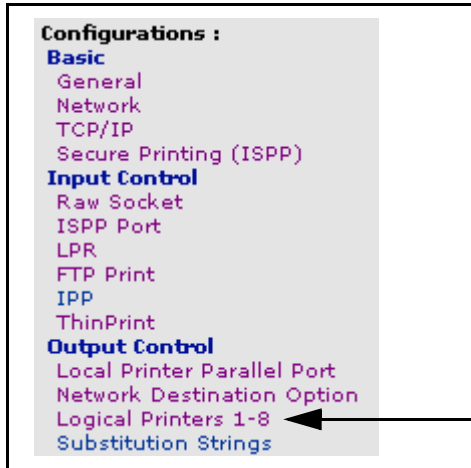 Configurations :
Basic
General
Network
TCP/IP
Secure Printing (ISPP)
Input Control
Raw Socket
ISPP Port
LPR
FTP Print
IPP
ThinPrint
Output Control
Local Printer Parallel Port
Network Destination Option
Logical Printers 1-8
Substitution Strings